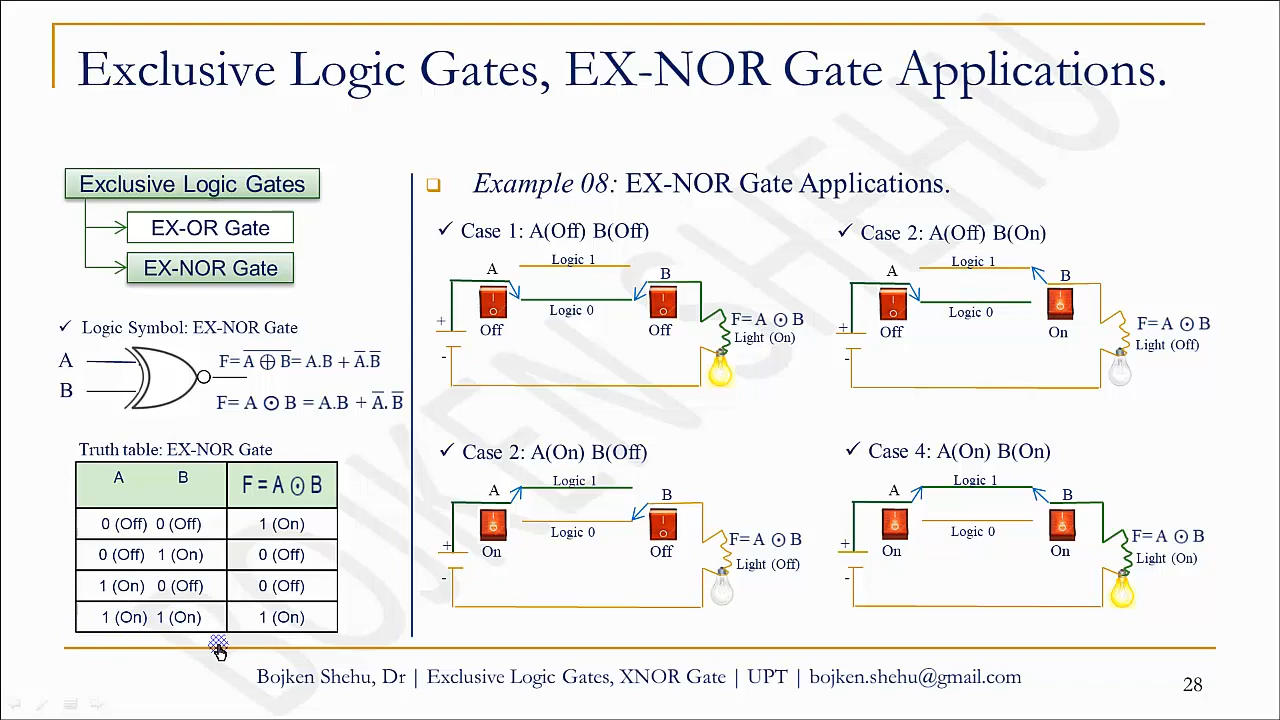 Exclusive Logic Gates, EX-NOR Gate Applications.
Exclusive Logic Gates
EX-OR Gate
EX-NOR Gate
✓ Logic Symbol: EX-NOR Gate
A
B
F= A̅ ̅⊕̅ ̅B̅= A.B + A̅.B̅
F= A ⊙ B = A.B + A̅.B̅
Truth table: EX-NOR Gate
A B F = A ⊙ B
0 (Off) 0 (Off) 1 (On)
0 (Off) 1 (On) 0 (Off)
1 (On) 0 (Off) 0 (Off)
1 (On) 1 (On) 1 (On)
Example 08: EX-NOR Gate Applications.
✓ Case 1: A(Off) B(Off)
Logic 1
A
B
Logic 0
Off
Off
+
-
F= A ⊙ B
Light (On)
✓ Case 2: A(Off) B(On)
Logic 1
A
B
Logic 0
Off
On
+
-
F= A ⊙ B
Light (Off)
✓ Case 2: A(On) B(Off)
Logic 1
A
B
Logic 0
On
Off
+
-
F= A ⊙ B
Light (Off)
✓ Case 4: A(On) B(On)
Logic 1
A
B
Logic 0
On
On
+
-
F= A ⊙ B
Light (On)
BOJKEN SHEHU
Bojken Shehu, Dr | Exclusive Logic Gates, XNOR Gate | UPT | bojken.shehu@gmail.com
28